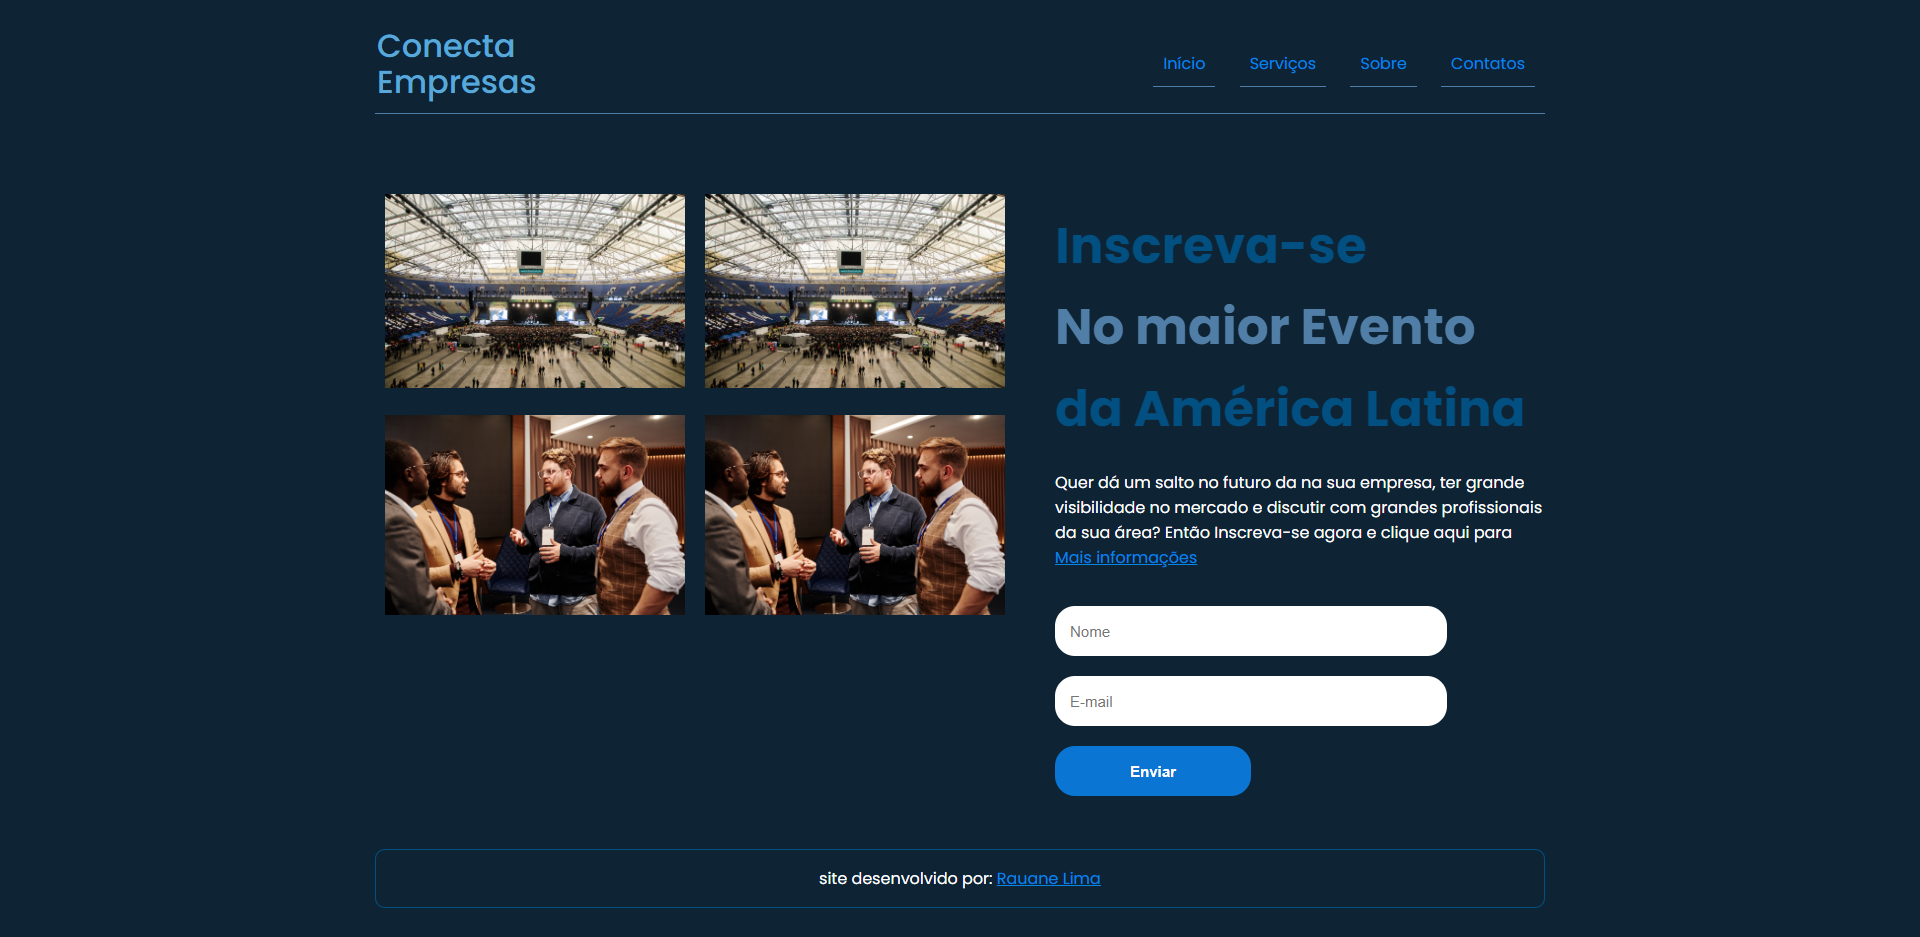 Conecta
Empresas
Início
Serviços
Sobre
Contatos
Inscreva-se
No maior Evento
da América Latina
Quer dá um salto no futuro da na sua empresa, ter grande
visibilidade no mercado e discutir com grandes profissionais
da sua área? Então Inscreva-se agora e clique aqui para
Mais informações
Nome
E-mail
Enviar
site desenvolvido por: Rauane Lima